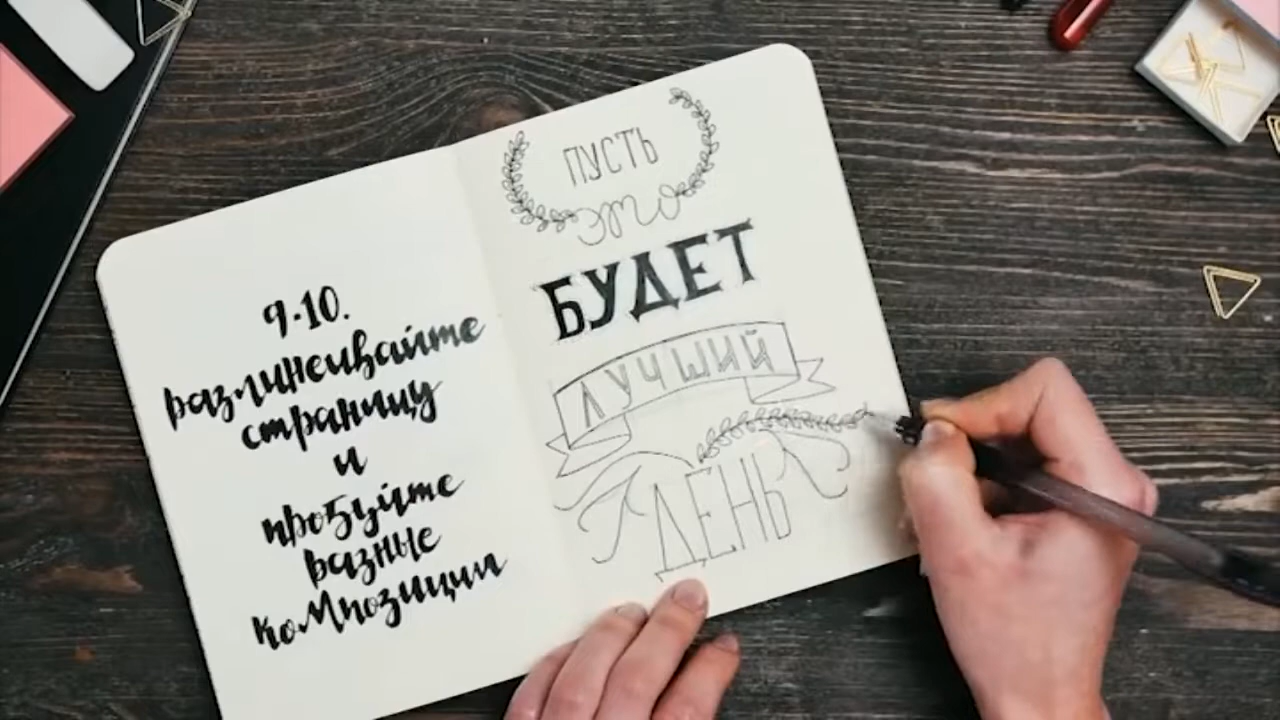 9-10.
разлинеивайте
страницу
и
пробуйте
разные
композиции
ПУСТЬ
это
БУДЕТ
ЛУЧШИЙ
ДЕНЬ